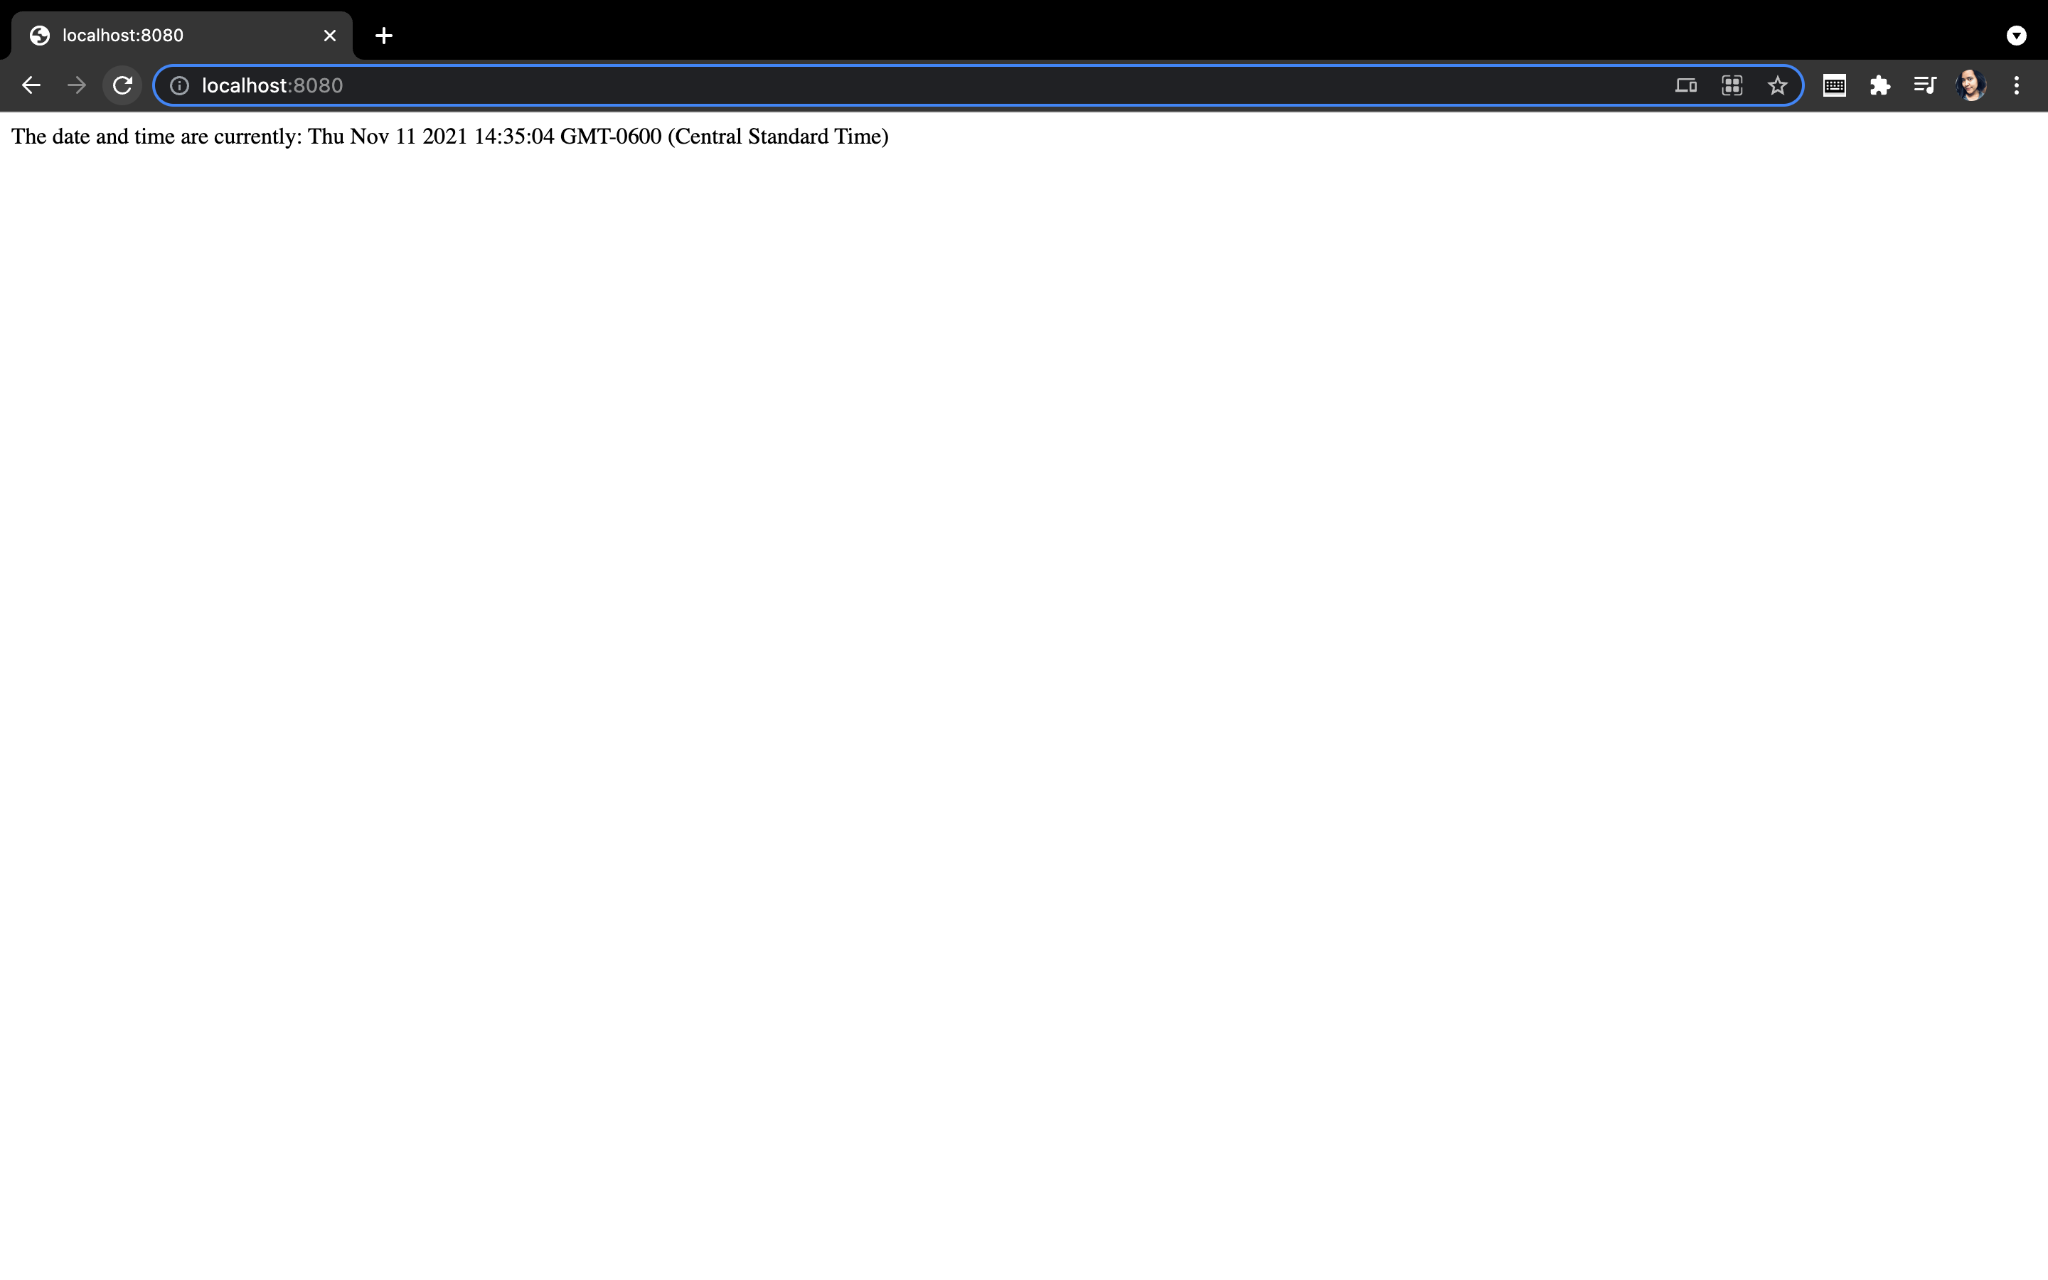 localhost:8080
localhost:8080
The date and time are currently: Thu Nov 11 2021 14:35:04 GMT-0600 (Central Standard Time)